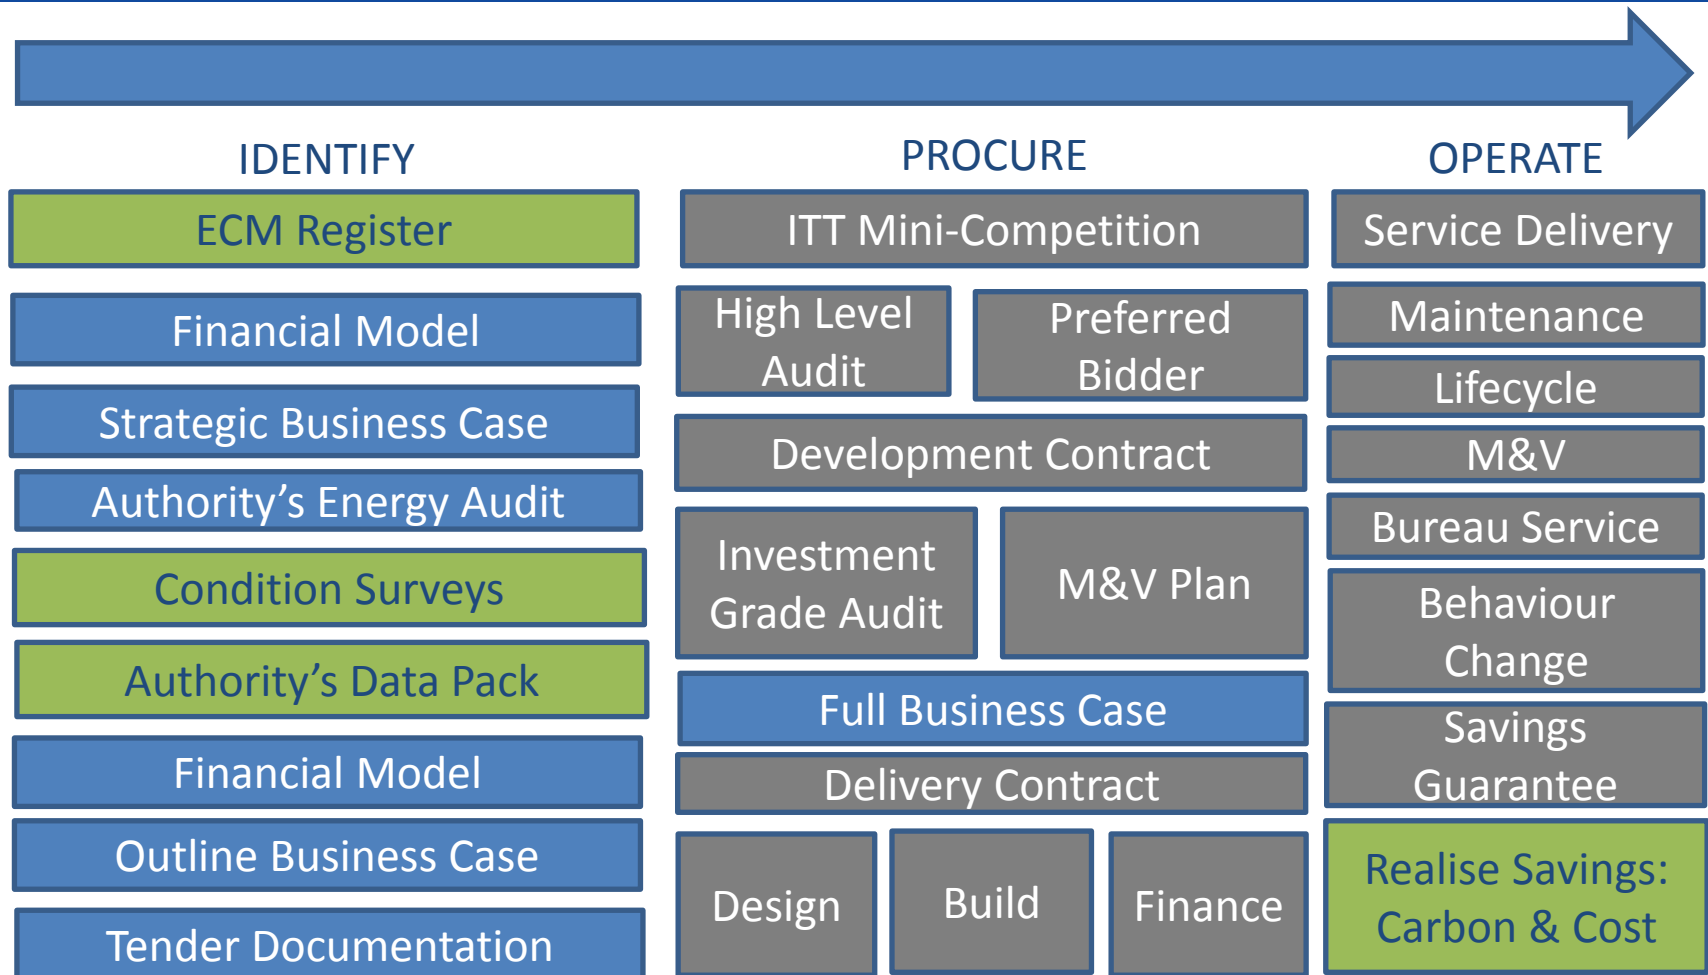 IDENTIFY
ECM Register
Financial Model
Strategic Business Case
Authority’s Energy Audit
Condition Surveys
Authority’s Data Pack
Financial Model
Outline Business Case
Tender Documentation
PROCURE
ITT Mini-Competition
High Level
Audit
Preferred
Bidder
Development Contract
Investment
Grade Audit
M&V Plan
Full Business Case
Delivery Contract
Design
Build
Finance
OPERATE
Service Delivery
Maintenance
Lifecycle
M&V
Bureau Service
Behaviour
Change
Savings
Guarantee
Realise Savings:
Carbon & Cost